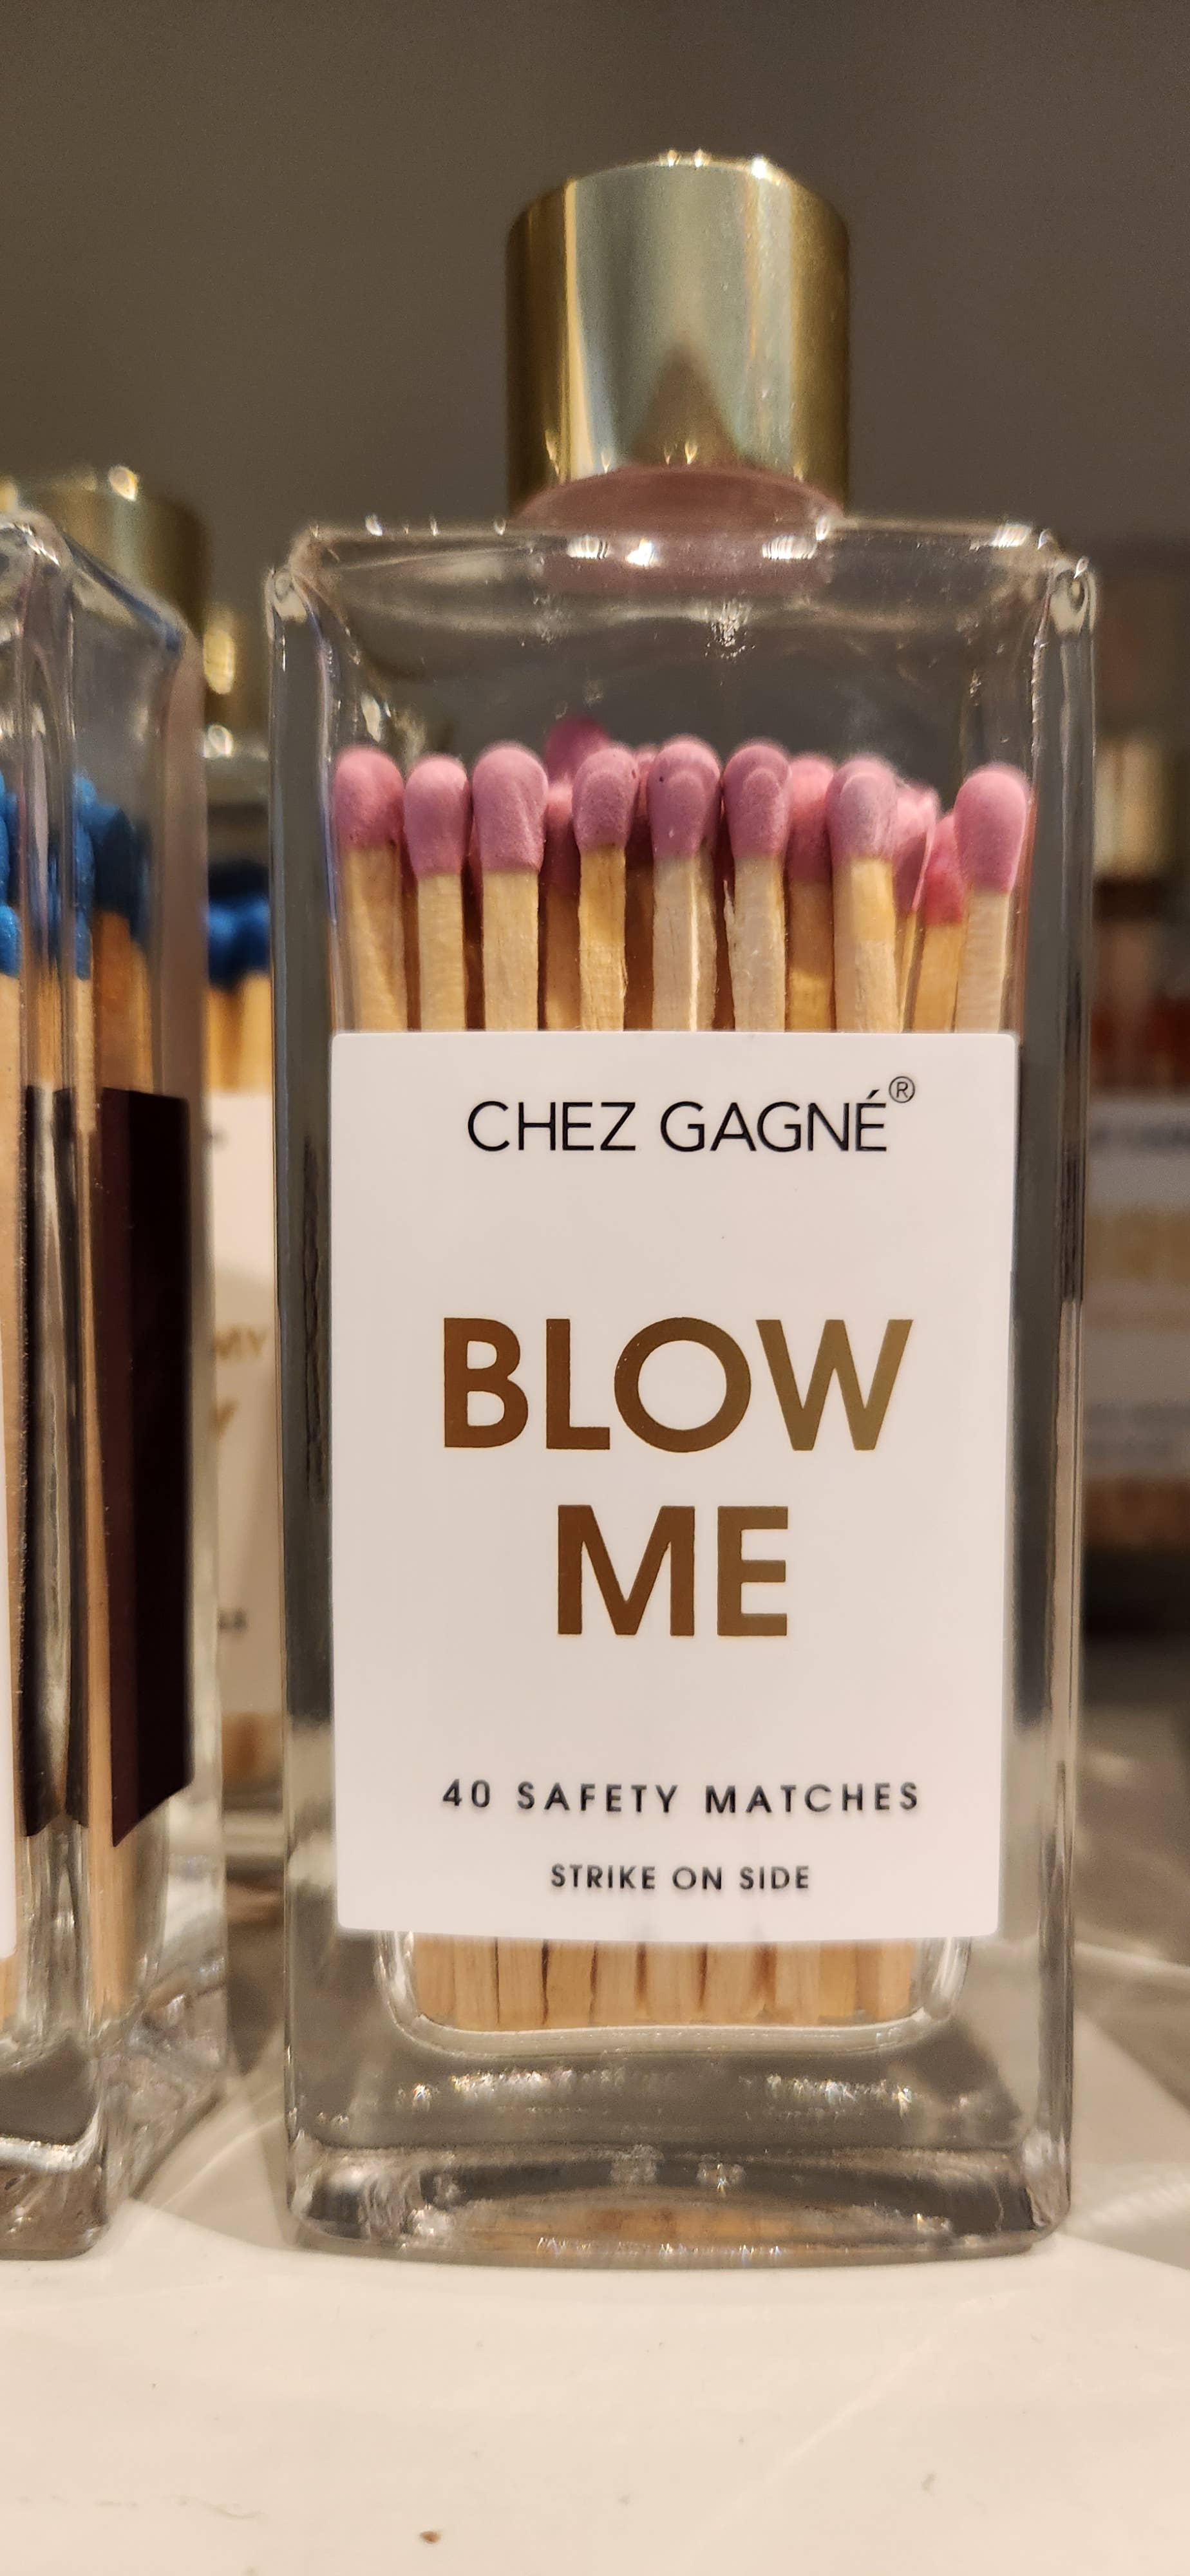 CHEZ GAGNÉ®
BLOW
ME
40 SAFETY MATCHES
STRIKE ON SIDE